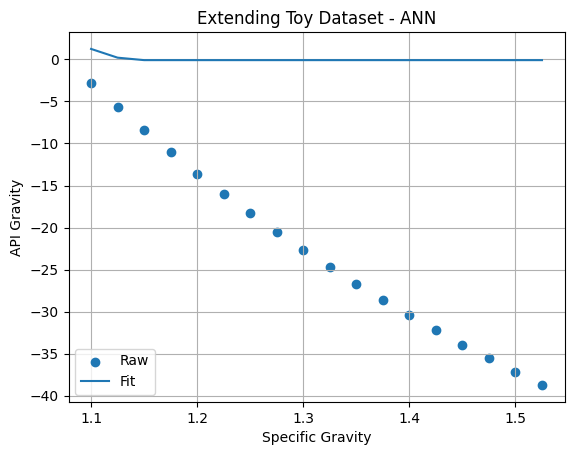 Extending Toy Dataset - ANN
API Gravity
0
−5
−10
−15
−20
−25
−30
−35
−40
Raw
Fit
1.1
1.2
1.3
1.4
1.5
Specific Gravity